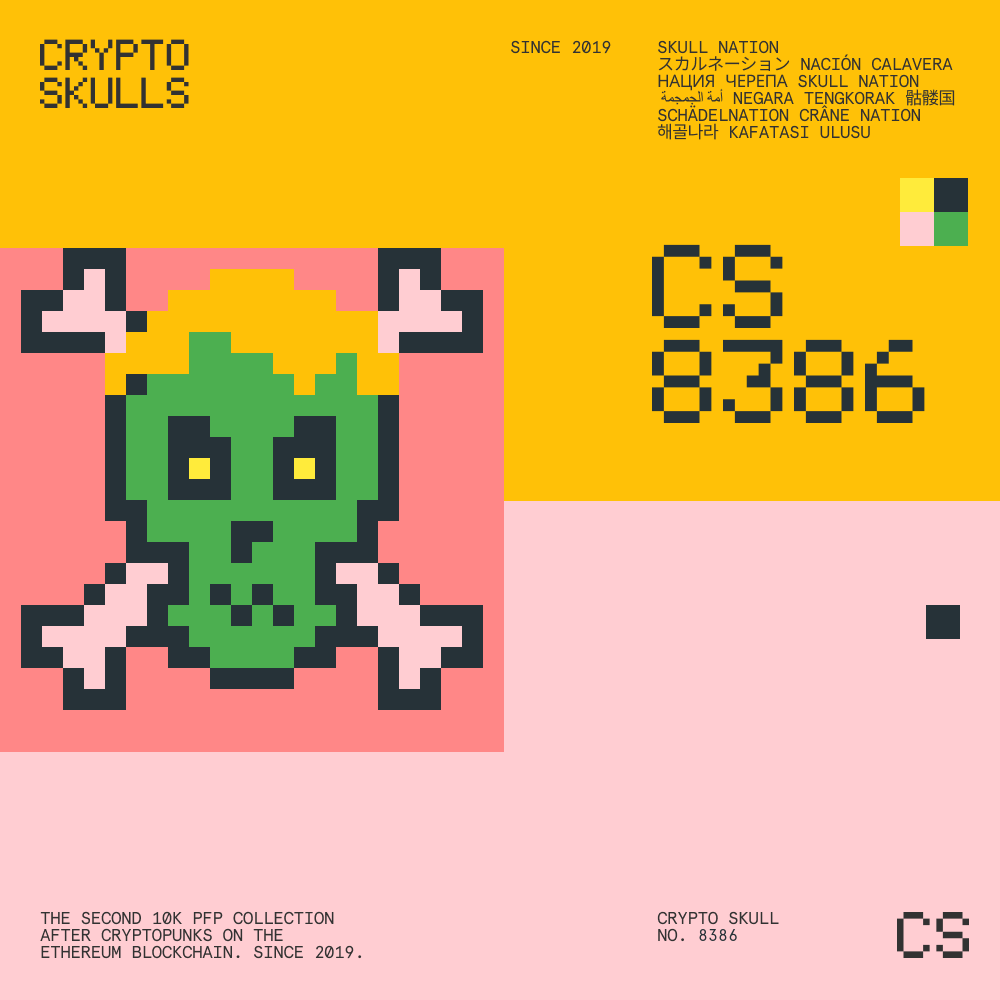 CRYPTO
SKULLS
SINCE 2019
SKULL NATION
スカルネーション NACIÓN CALAVERA
НАЦИЯ ЧЕРЕПА SKULL NATION
أمة الجمجمة NEGARA TENGKORAK 骷髅国
SCHÄDELNATION CRÂNE NATION
해골나라 KAFATASI ULUSU
CS
8386
THE SECOND 10K PFP COLLECTION
AFTER CRYPTOPUNKS ON THE
ETHEREUM BLOCKCHAIN. SINCE 2019.
CRYPTO SKULL
NO. 8386
CS